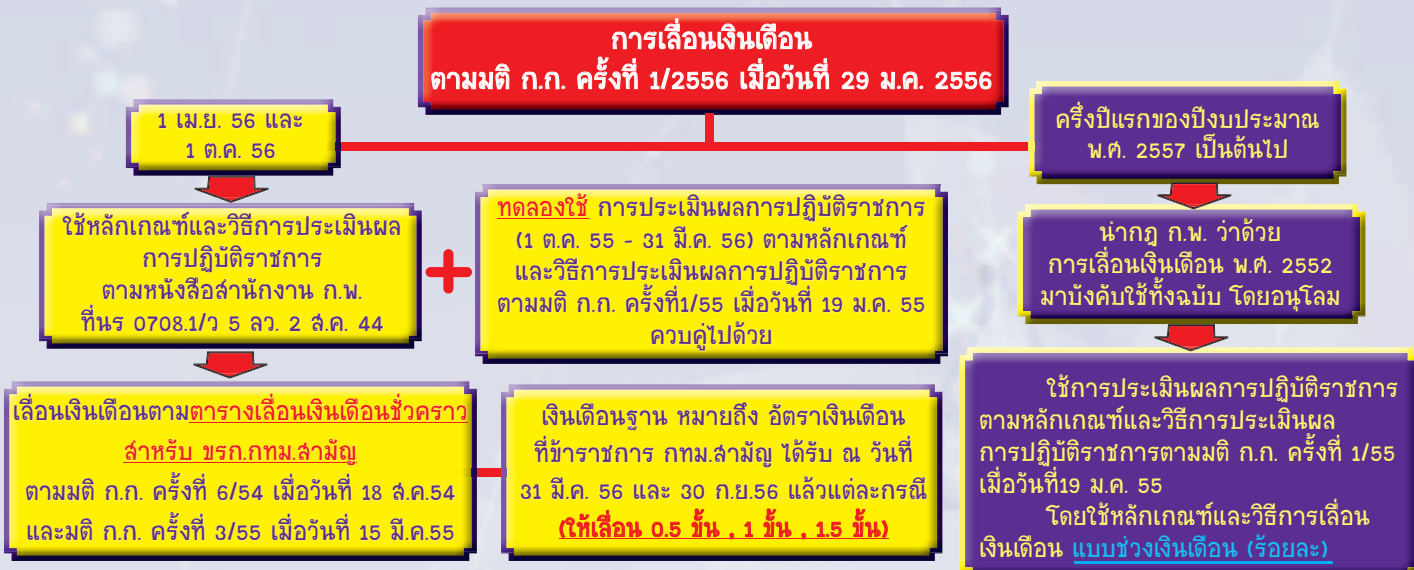 การเลื่อนเงินเดือน
ตามมติ ก.ก. ครั้งที่ 1/2556 เมื่อวันที่ 29 ม.ค. 2556
1 เม.ย. 56 และ
1 ต.ค. 56
ใช้หลักเกณฑ์และวิธีการประเมินผล
การปฏิบัติราชการ
ตามหนังสือสำนักงาน ก.พ.
ที่นร 0708.1/ว 5 ลว. 2 ส.ค. 44
ทดลองใช้ การประเมินผลการปฏิบัติราชการ
(1 ต.ค. 55 - 31 มี.ค. 56) ตามหลักเกณฑ์
และวิธีการประเมินผลการปฏิบัติราชการ
ตามมติ ก.ก. ครั้งที่1/55 เมื่อวันที่ 19 ม.ค. 55
ควบคู่ไปด้วย
เลื่อนเงินเดือนตามตารางเลื่อนเงินเดือนชั่วคราว
สำหรับ ขรก.กทม.สามัญ
ตามมติ ก.ก. ครั้งที่ 6/54 เมื่อวันที่ 18 ส.ค.54
และมติ ก.ก. ครั้งที่ 3/55 เมื่อวันที่ 15 มี.ค.55
เงินเดือนฐาน หมายถึง อัตราเงินเดือน
ที่ข้าราชการ กทม.สามัญ ได้รับ ณ วันที่
31 มี.ค. 56 และ 30 ก.ย.56 แล้วแต่ละกรณี
(ให้เลื่อน 0.5 ขั้น , 1 ขั้น , 1.5 ขั้น)
ครึ่งปีแรกของปีงบประมาณ
พ.ศ. 2557 เป็นต้นไป
นำกฎ ก.พ. ว่าด้วย
การเลื่อนเงินเดือน พ.ศ. 2552
มาบังคับใช้ทั้งฉบับ โดยอนุโลม
ใช้การประเมินผลการปฏิบัติราชการ
ตามหลักเกณฑ์และวิธีการประเมินผล
การปฏิบัติราชการตามมติ ก.ก. ครั้งที่ 1/55
เมื่อวันที่19 ม.ค. 55
โดยใช้หลักเกณฑ์และวิธีการเลื่อน
เงินเดือน แบบช่วงเงินเดือน (ร้อยละ)